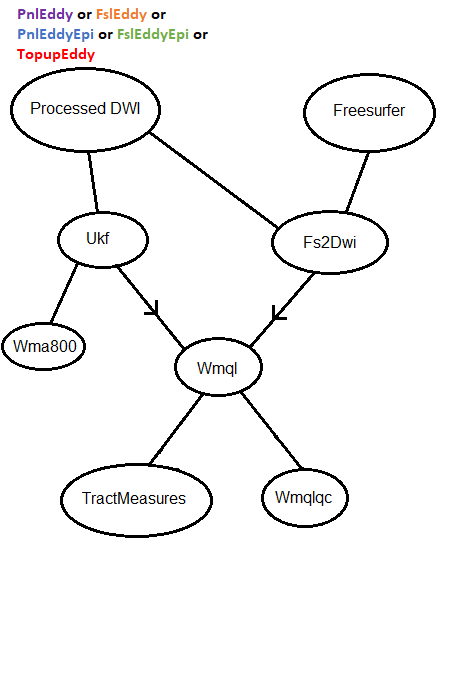 PnlEddy or FslEddy or
PnlEddyEpi or FslEddyEpi or
TopupEddy
Processed DWI
Freesurfer
Ukf
Fs2Dwi
Wma800
Wmql
TractMeasures
Wmqlqc